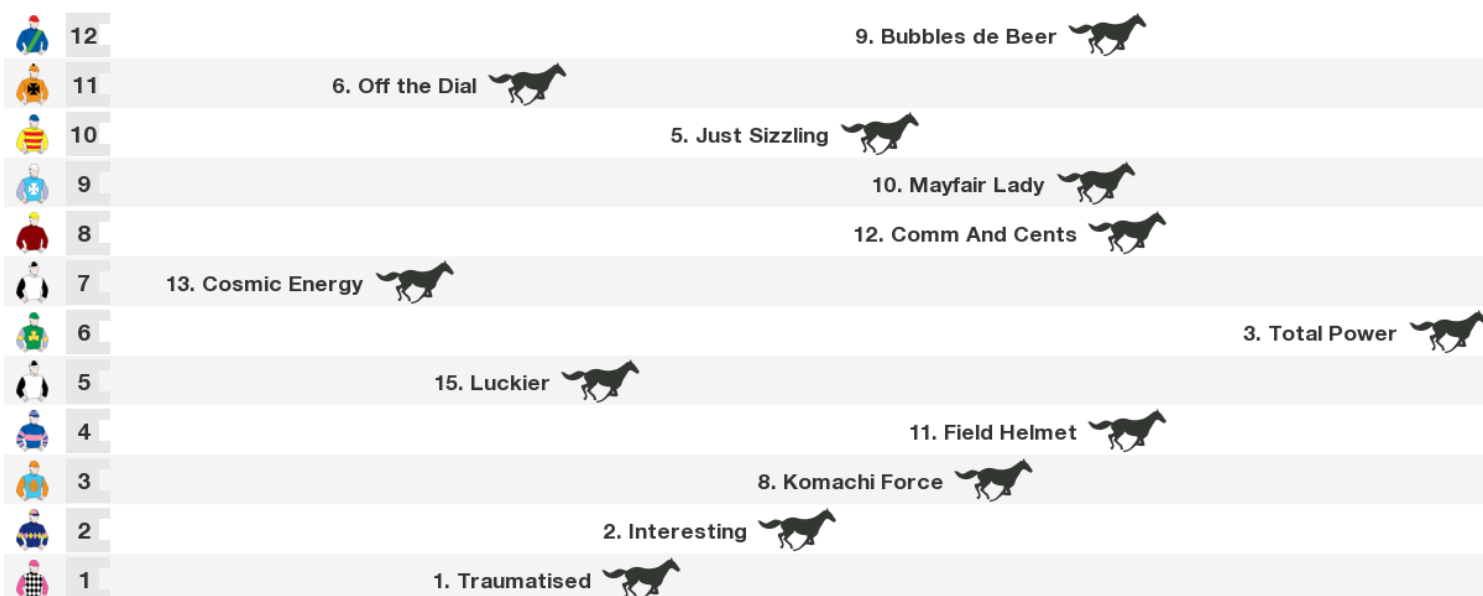 12 9. Bubbles de Beer
11 6. Off the Dial
10 5. Just Sizzling
9 10. Mayfair Lady
8 12. Comm And Cents
7 13. Cosmic Energy
6 3. Total Power
5 15. Luckier
4 11. Field Helmet
3 8. Komachi Force
2 2. Interesting
1 1. Traumatised